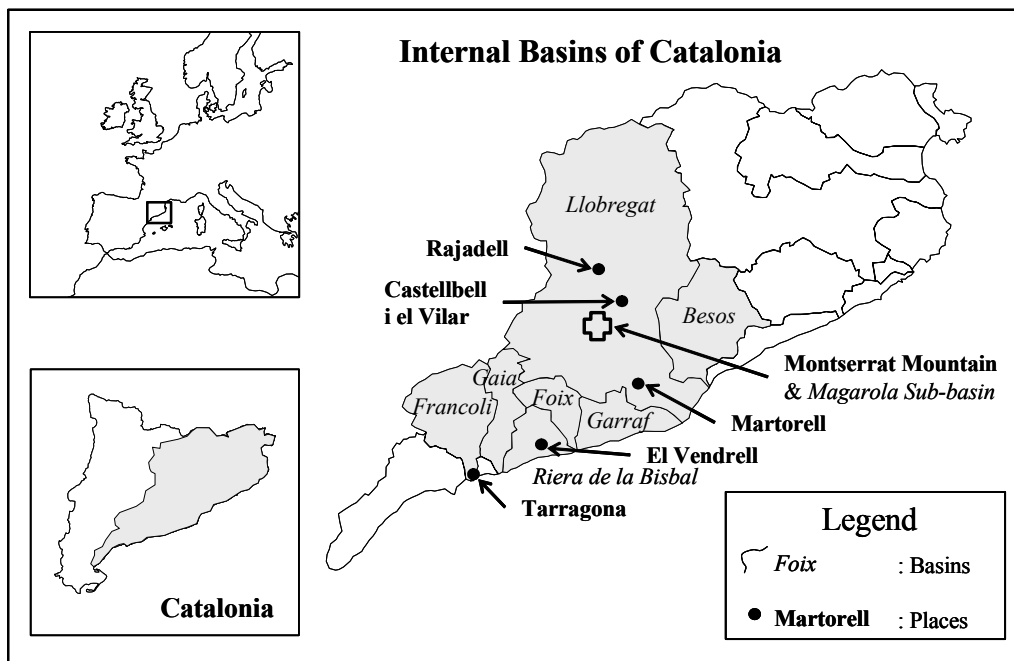 Internal Basins of Catalonia
Llobregat
Rajadell
Castellbell
i el Vilar
Besos
Montserrat Mountain
& Magarola Sub-basin
Gaia
Francoli
Foix
Garraf
Martorell
El Vendrell
Riera de la Bisbal
Tarragona
Catalonia
Legend
Foix : Basins
Martorell : Places